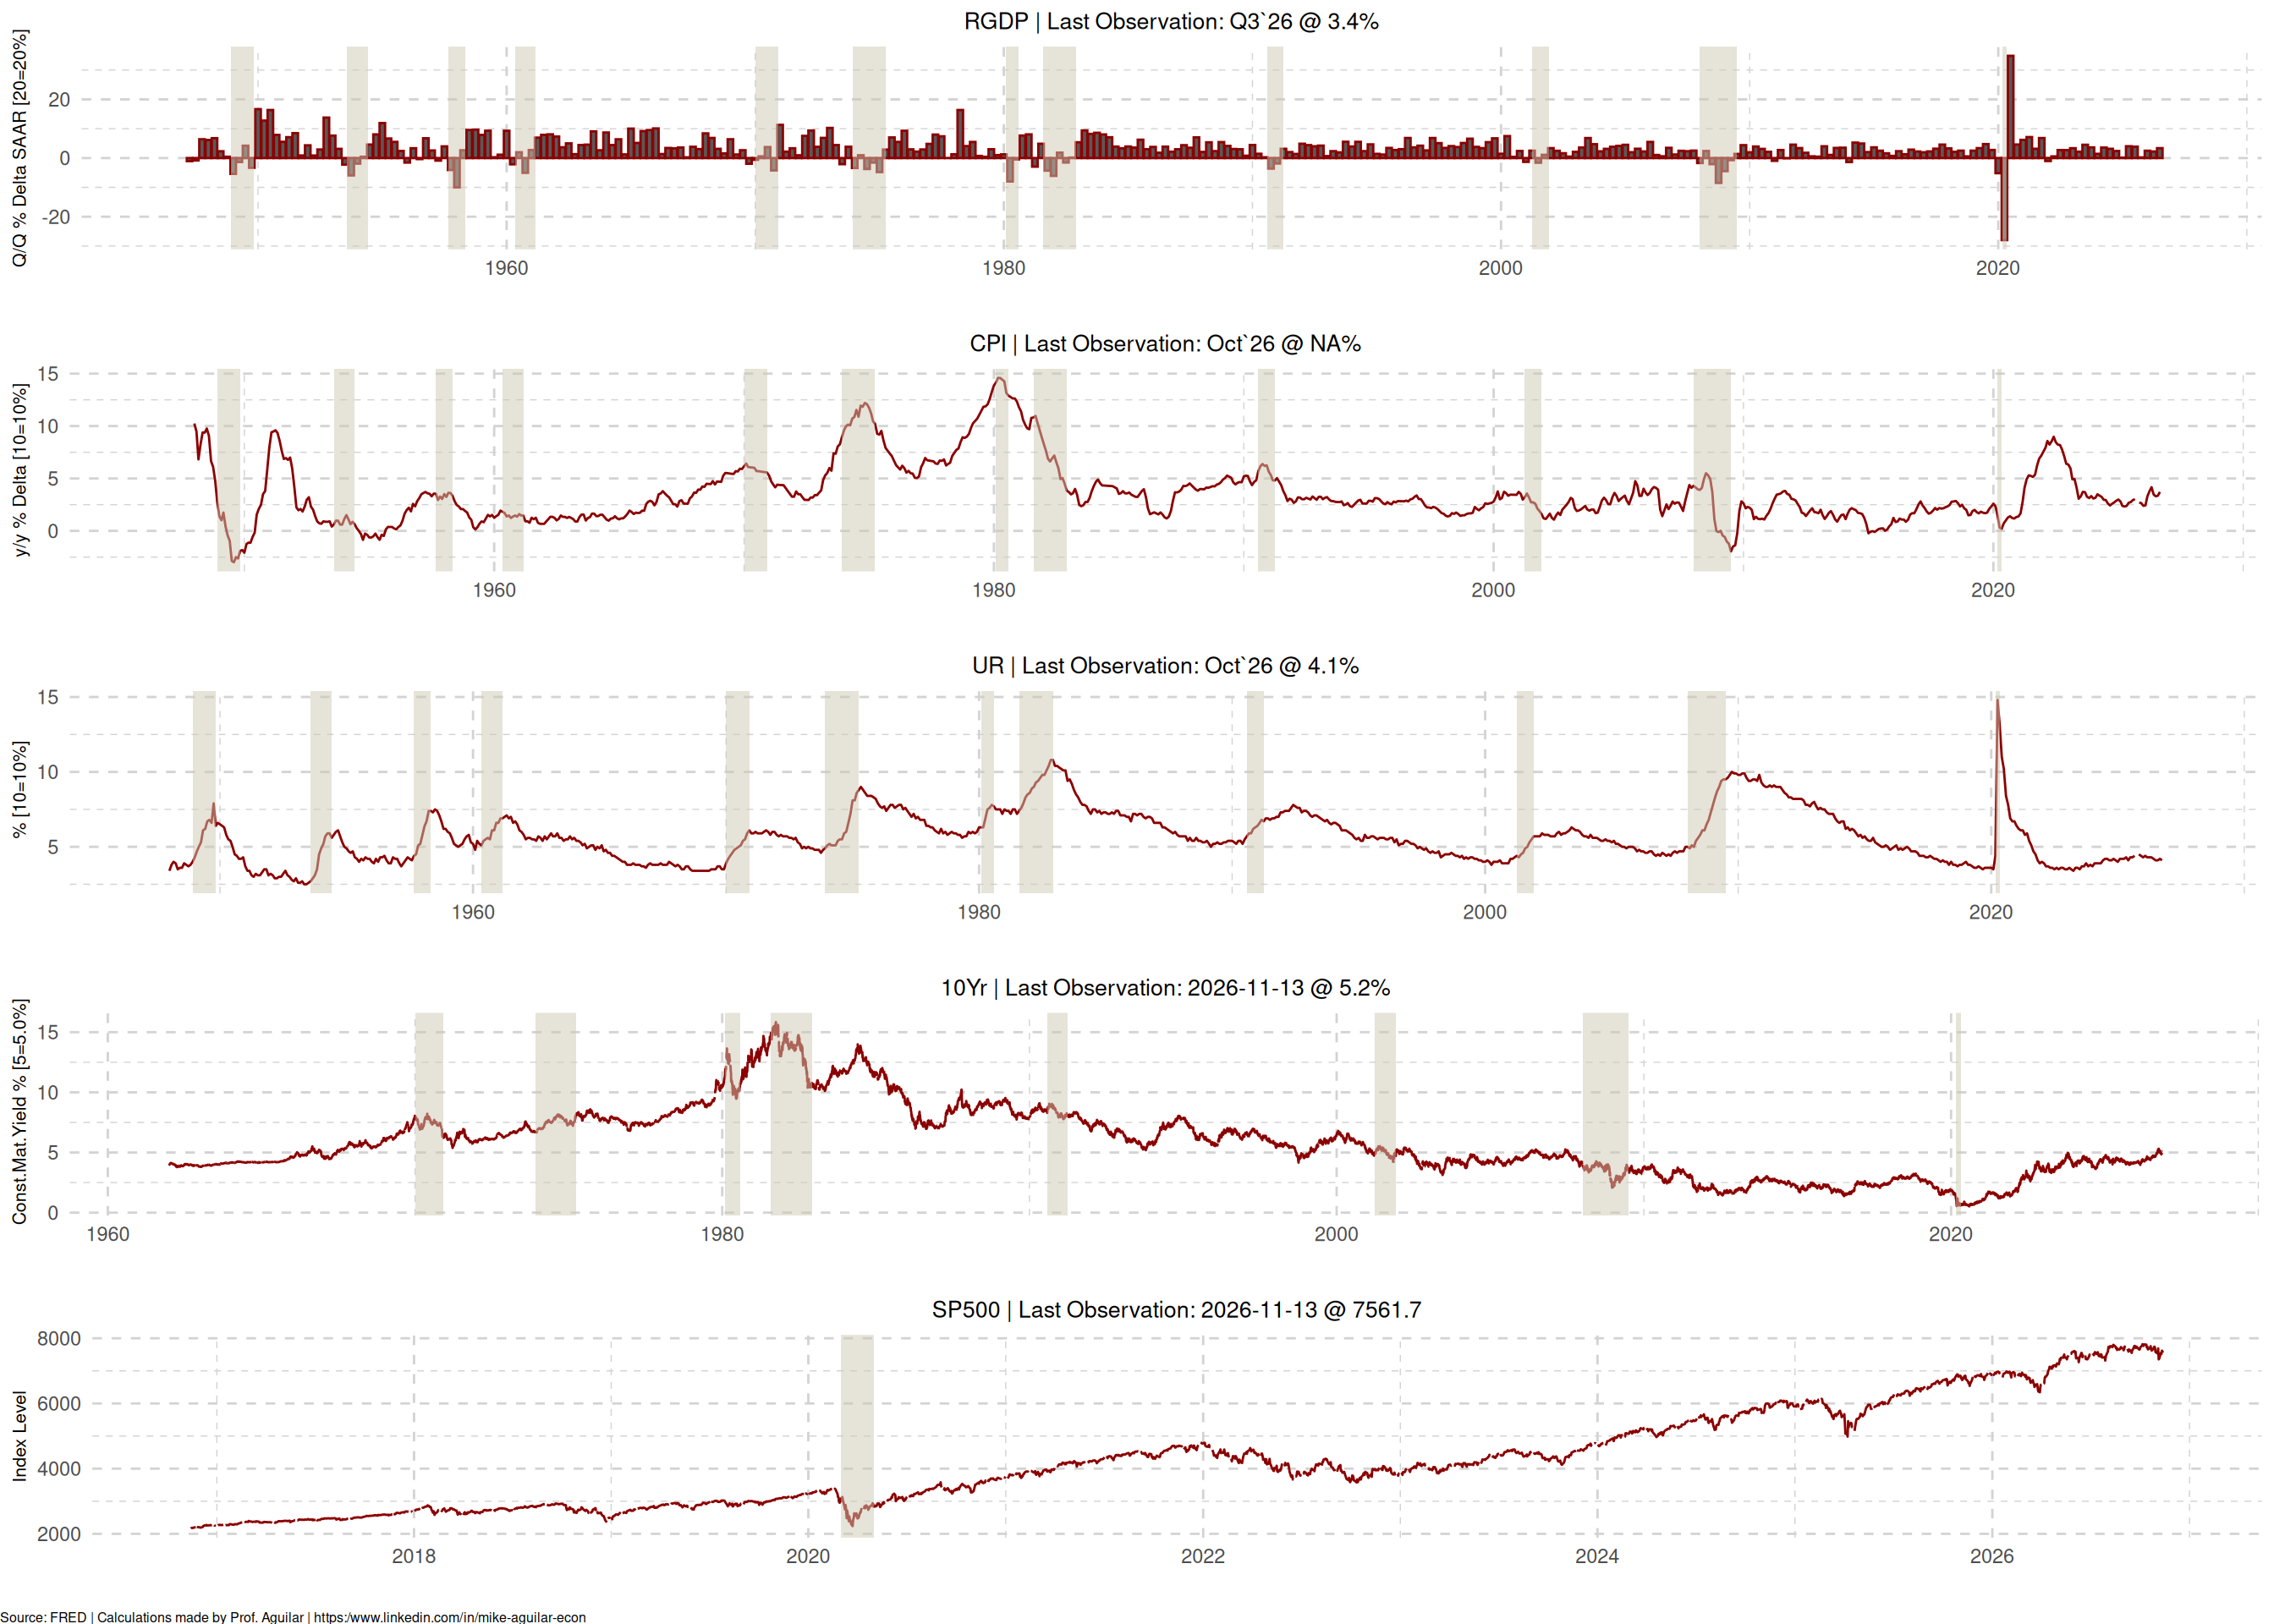 RGDP | Last Observation: Q3`26 @ 3.4%
Q/Q % Delta SAAR [20=20%]
20
0
-20
1960 1980 2000 2020
CPI | Last Observation: Oct`26 @ NA%
y/y % Delta [10=10%]
15
10
5
0
1960 1980 2000 2020
UR | Last Observation: Oct`26 @ 4.1%
% [10=10%]
15
10
5
1960 1980 2000 2020
10Yr | Last Observation: 2026-11-13 @ 5.2%
Const.Mat.Yield % [5=5.0%]
15
10
5
0
1960 1980 2000 2020
SP500 | Last Observation: 2026-11-13 @ 7561.7
Index Level
8000
6000
4000
2000
2018 2020 2022 2024 2026
Source: FRED | Calculations made by Prof. Aguilar | https:/www.linkedin.com/in/mike-aguilar-econ